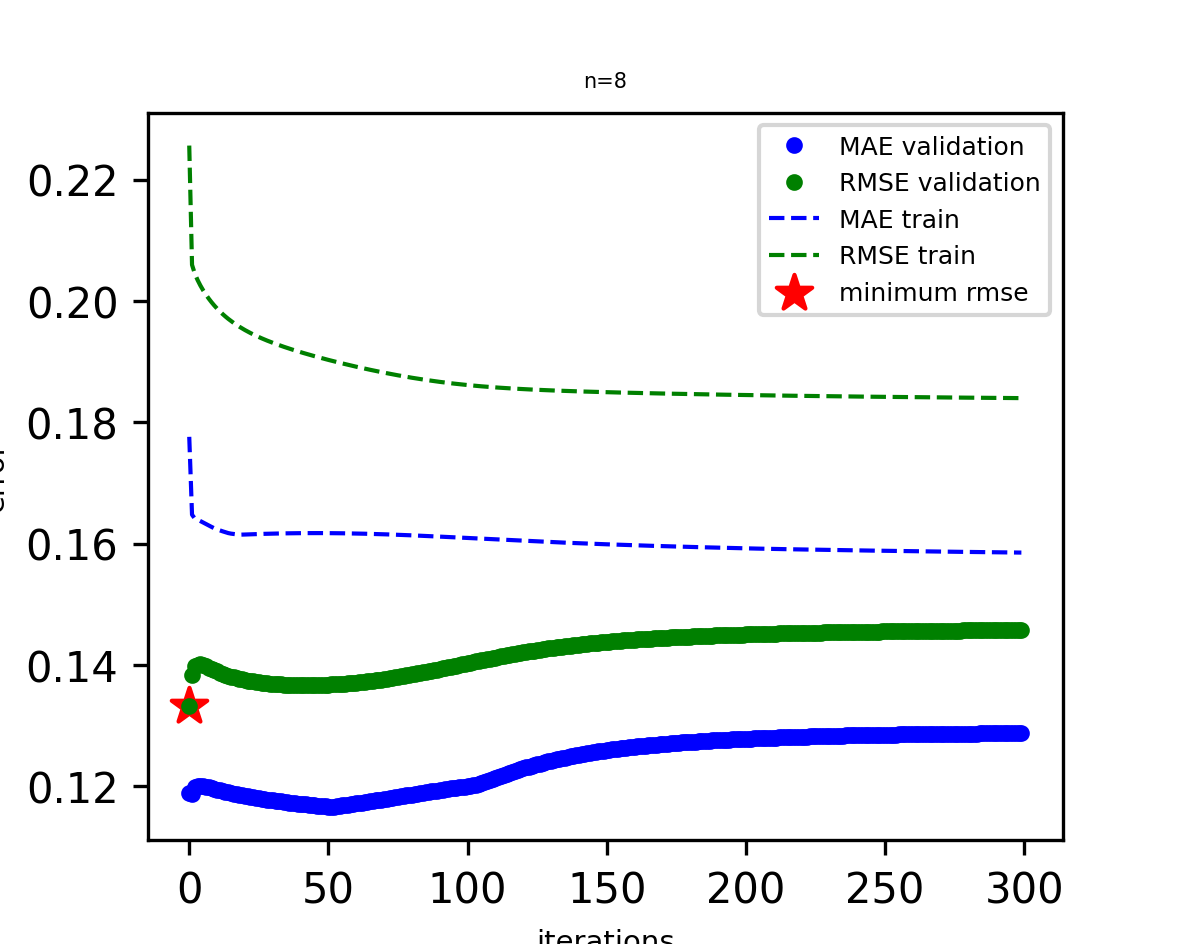 n=8
0.22
0.20
0.18
0.16
0.14
0.12
MAE validation
RMSE validation
MAE train
RMSE train
minimum rmse
0 50 100 150 200 250 300
iterations